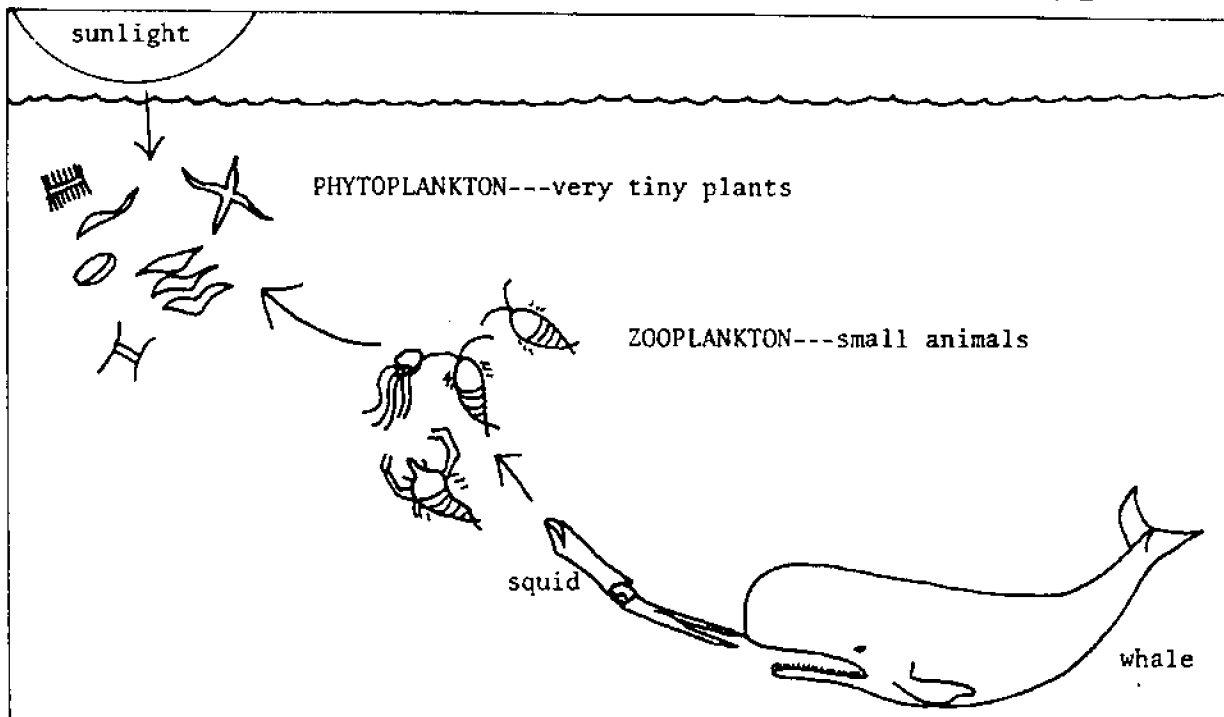 sunlight
PHYTOPLANKTON---very tiny plants
ZOOPLANKTON---small animals
squid
whale